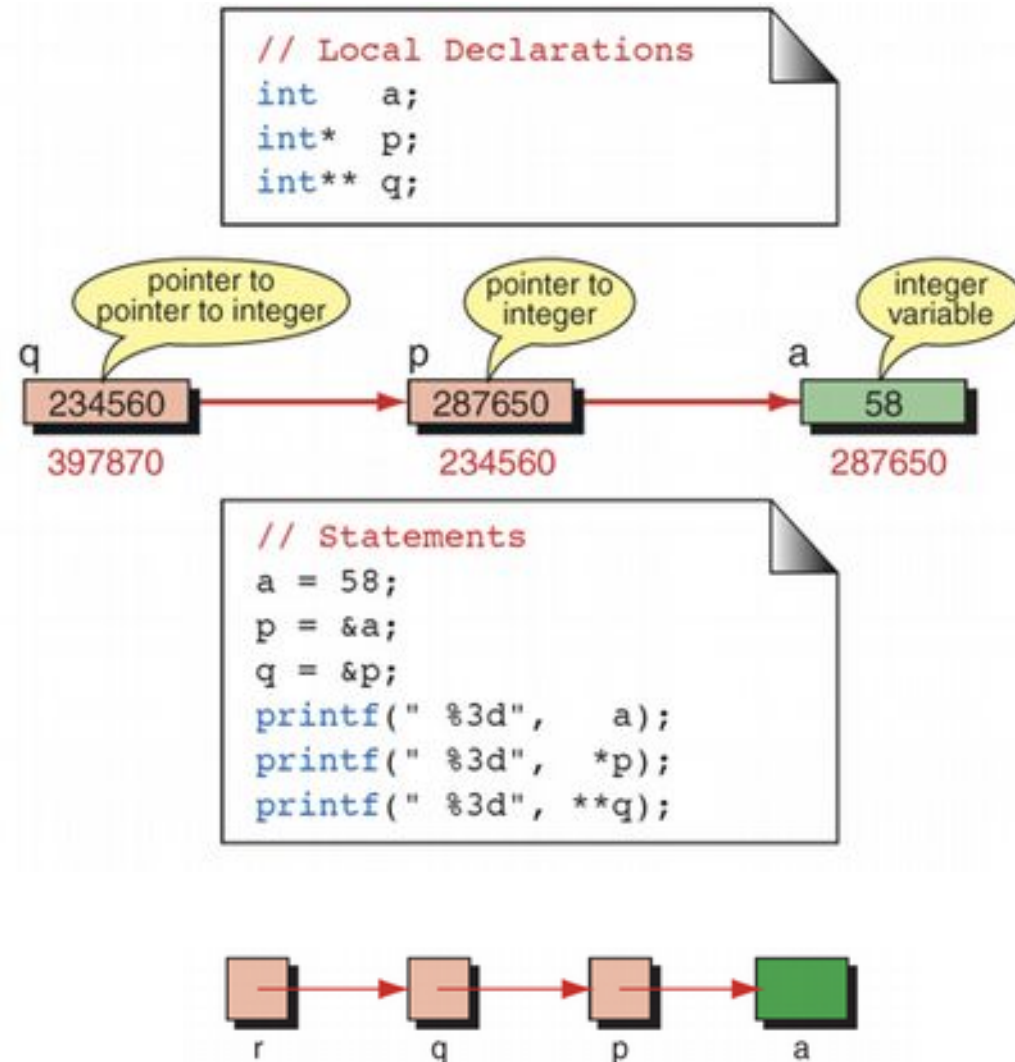 // Local Declarations
int   a;
int*  p;
int** q;
pointer to
pointer to integer
pointer to
integer
integer
variable
q
p
a
234560
287650
58
397870
234560
287650
// Statements
a = 58;
p = &a;
q = &p;
printf(" %3d",   a);
printf(" %3d",  *p);
printf(" %3d", **q);
r
q
p
a